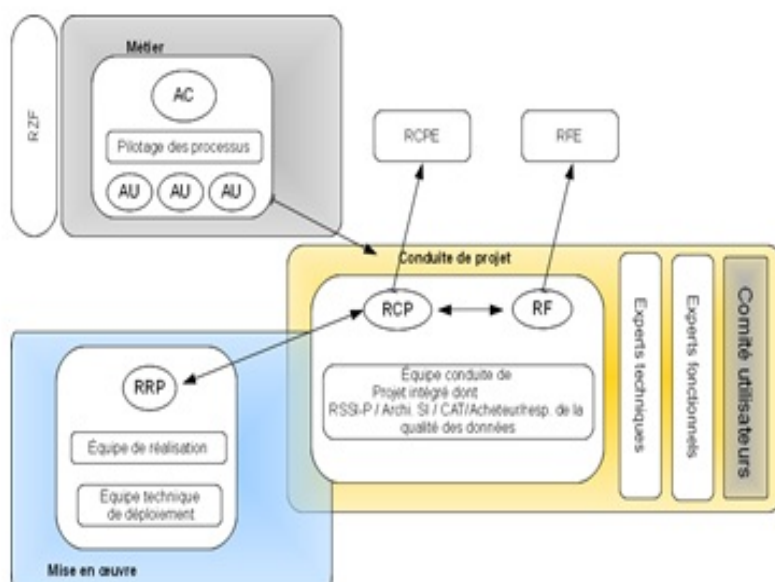 Métier
RZF
AC
Pilotage des processus
AU AU AU
RCPE
RFE
Conduite de projet
RCP
RF
Équipe conduite de
Projet intégré dont
RSSI-P / Archi. SI / CAT/Acheteur/resp. de la
qualité des données
Experts techniques
Experts fonctionnels
Comité utilisateurs
RRP
Équipe de réalisation
Equipe technique
de déploiement
Mise en œuvre